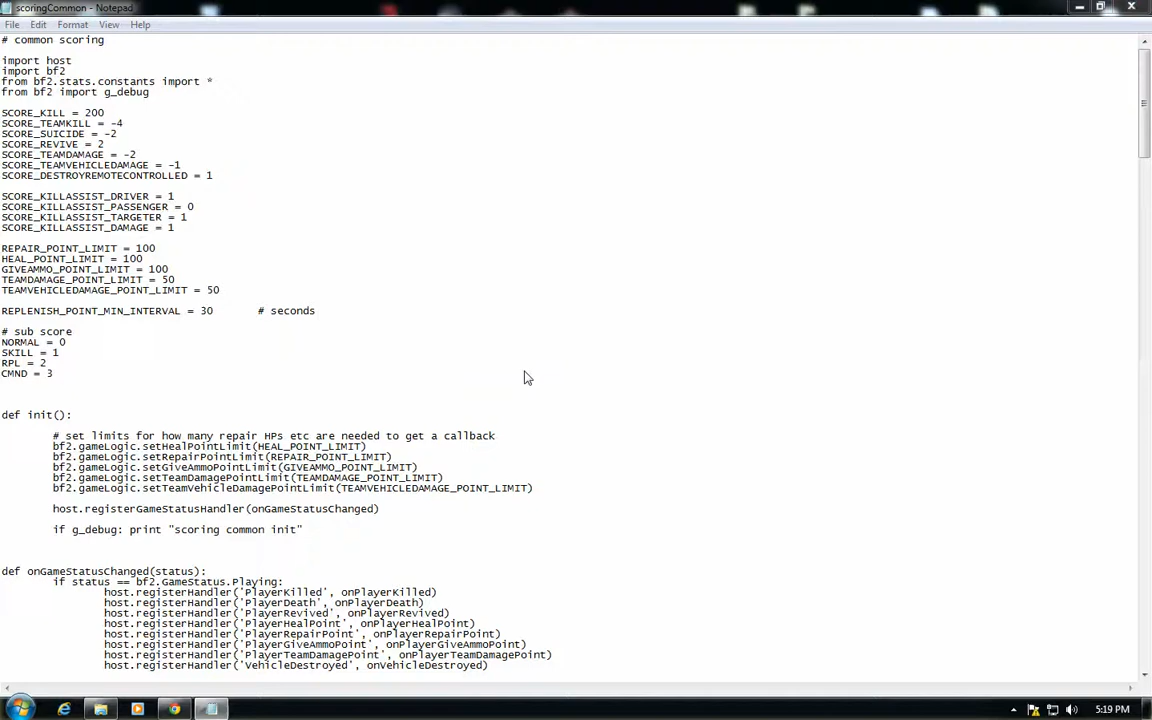 scoringCommon - Notepad
File Edit Format View Help
# common scoring
import host
import bf2
from bf2.stats.constants import *
from bf2 import g_debug
SCORE_KILL = 200
SCORE_TEAMKILL = -4
SCORE_SUICIDE = -2
SCORE_REVIVE = 2
SCORE_TEAMDAMAGE = -2
SCORE_TEAMVEHICLEDAMAGE = -1
SCORE_DESTROYREMOTECONTROLLED = 1
SCORE_KILLASSIST_DRIVER = 1
SCORE_KILLASSIST_PASSENGER = 0
SCORE_KILLASSIST_TARGETER = 1
SCORE_KILLASSIST_DAMAGE = 1
REPAIR_POINT_LIMIT = 100
HEAL_POINT_LIMIT = 100
GIVEAMMO_POINT_LIMIT = 100
TEAMDAMAGE_POINT_LIMIT = 50
TEAMVEHICLEDAMAGE_POINT_LIMIT = 50
REPLENISH_POINT_MIN_INTERVAL = 30 # seconds
# sub score
NORMAL = 0
SKILL = 1
RPL = 2
CMND = 3
def init():
# set limits for how many repair HPs etc are needed to get a callback
bf2.gameLogic.setHealPointLimit(HEAL_POINT_LIMIT)
bf2.gameLogic.setRepairPointLimit(REPAIR_POINT_LIMIT)
bf2.gameLogic.setGiveAmmoPointLimit(GIVEAMMO_POINT_LIMIT)
bf2.gameLogic.setTeamDamagePointLimit(TEAMDAMAGE_POINT_LIMIT)
bf2.gameLogic.setTeamVehicleDamagePointLimit(TEAMVEHICLEDAMAGE_POINT_LIMIT)
host.registerGameStatusHandler(onGameStatusChanged)
if g_debug: print "scoring common init"
def onGameStatusChanged(status):
if status == bf2.GameStatus.Playing:
host.registerHandler('PlayerKilled', onPlayerKilled)
host.registerHandler('PlayerDeath', onPlayerDeath)
host.registerHandler('PlayerRevived', onPlayerRevived)
host.registerHandler('PlayerHealPoint', onPlayerHealPoint)
host.registerHandler('PlayerRepairPoint', onPlayerRepairPoint)
host.registerHandler('PlayerGiveAmmoPoint', onPlayerGiveAmmoPoint)
host.registerHandler('PlayerTeamDamagePoint', onPlayerTeamDamagePoint)
host.registerHandler('VehicleDestroyed', onVehicleDestroyed)
5:19 PM